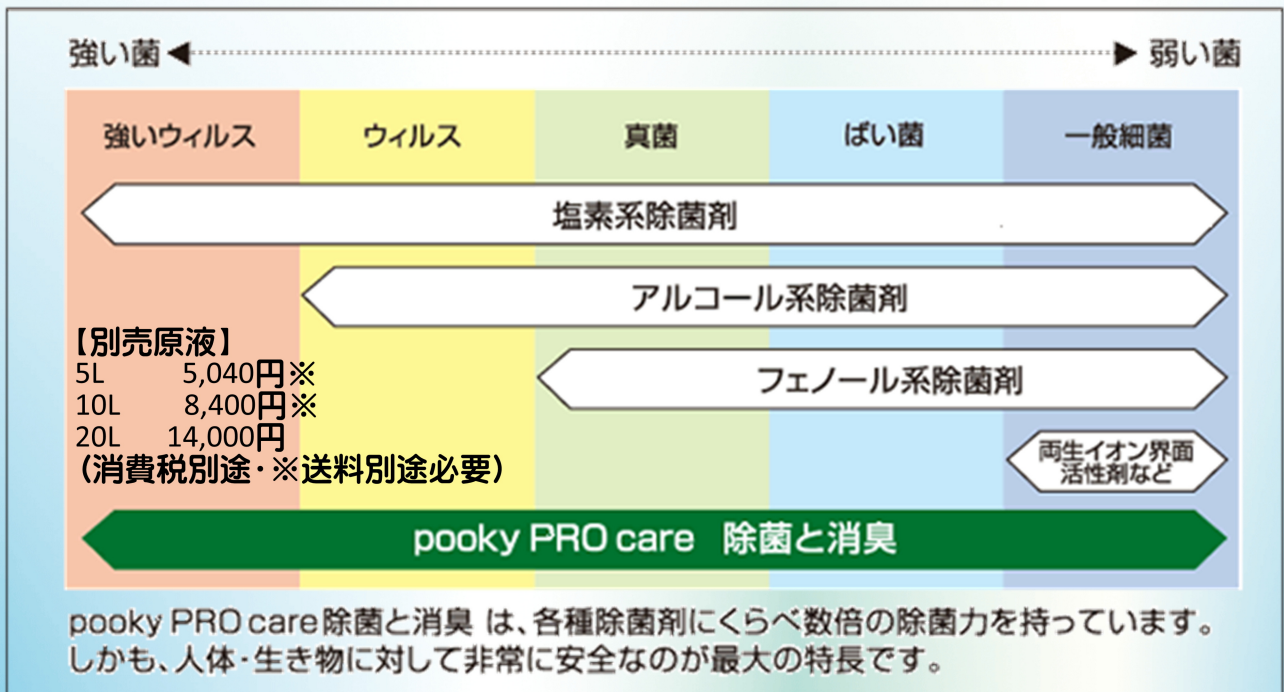 強い菌 弱い菌
強いウィルス ウィルス 真菌 ばい菌 一般細菌
塩素系除菌剤
アルコール系除菌剤
フェノール系除菌剤
両生イオン界面
活性剤など
【別売原液】
5L 5,040円※
10L 8,400円※
20L 14,000円
(消費税別途・※送料別途必要)
pooky PRO care 除菌と消臭
pooky PRO care除菌と消臭 は、各種除菌剤にくらべ数倍の除菌力を持っています。
しかも、人体・生き物に対して非常に安全なのが最大の特長です。